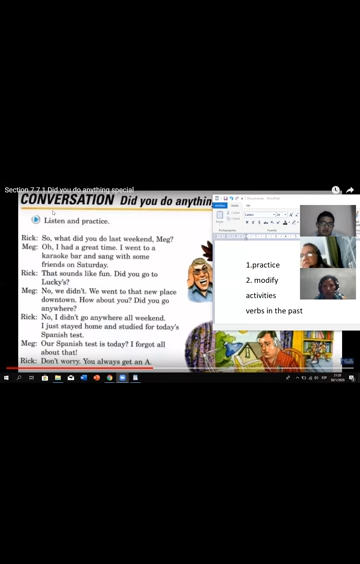 Section 7.7.1 Did you do anything special
CONVERSATION Did you do anythin
Listen and practice.
Rick: So, what did you do last weekend, Meg?
Meg: Oh, I had a great time. I went to a
karaoke bar and sang with some
friends on Saturday.
Rick: That sounds like fun. Did you go to
Lucky's?
Meg: No, we didn't. We went to that new place
downtown. How about you? Did you go
anywhere?
Rick: No, I didn't go anywhere all weekend.
I just stayed home and studied for today's
Spanish test.
Meg: Our Spanish test is today? I forgot all
about that!
Rick: Don't worry. You always get an A.
1.practice
2. modify
activities
verbs in the past